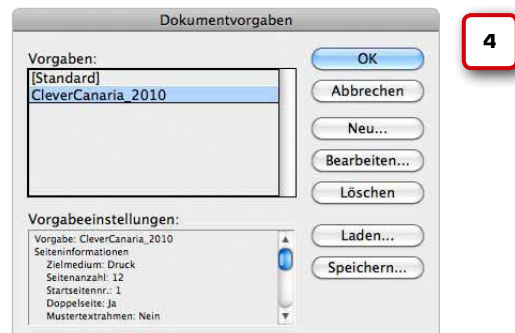 Dokumentvorgaben
4
Vorgaben:
[Standard]
CleverCanaria_2010
OK
Abbrechen
Neu...
Bearbeiten...
Löschen
Laden...
Speichern...
Vorgabeeinstellungen:
Vorgabe: CleverCanaria_2010
Seiteninformationen
Zielmedium: Druck
Seitenanzahl: 12
Startseitennr.: 1
Doppelseite: Ja
Mustertextrahmen: Nein